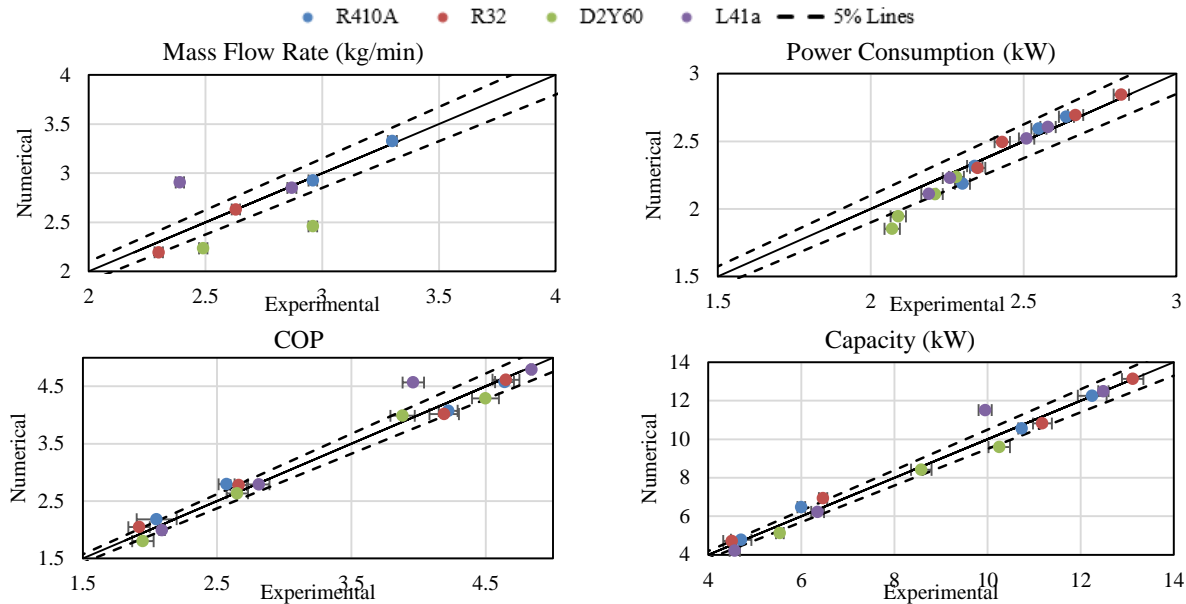 R410A R32 D2Y60 L41a 5% Lines
Mass Flow Rate (kg/min)
4
3.5
3
2.5
2
Numerical
2 2.5 3 3.5 4
Experimental
Power Consumption (kW)
3
2.5
2
1.5
Numerical
1.5 2 2.5 3
Experimental
COP
4.5
3.5
2.5
1.5
Numerical
1.5 2.5 3.5 4.5
Experimental
Capacity (kW)
14
12
10
8
6
4
Numerical
4 6 8 10 12 14
Experimental